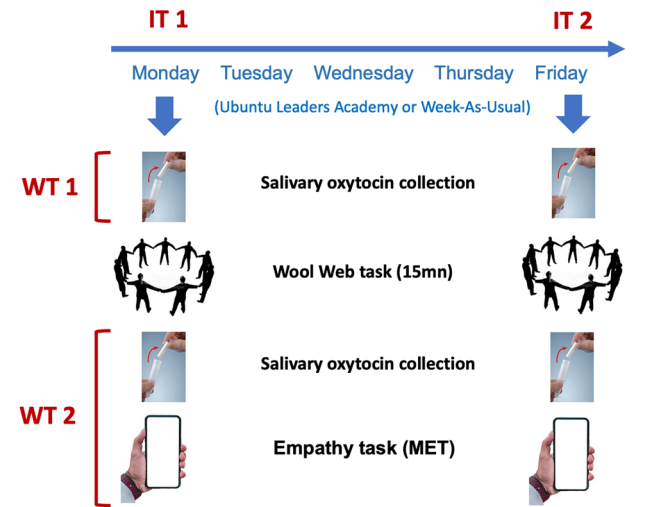 IT 1 IT 2
Monday Tuesday Wednesday Thursday Friday
(Ubuntu Leaders Academy or Week-As-Usual)
WT 1
Salivary oxytocin collection
Wool Web task (15mn)
Salivary oxytocin collection
WT 2
Empathy task (MET)